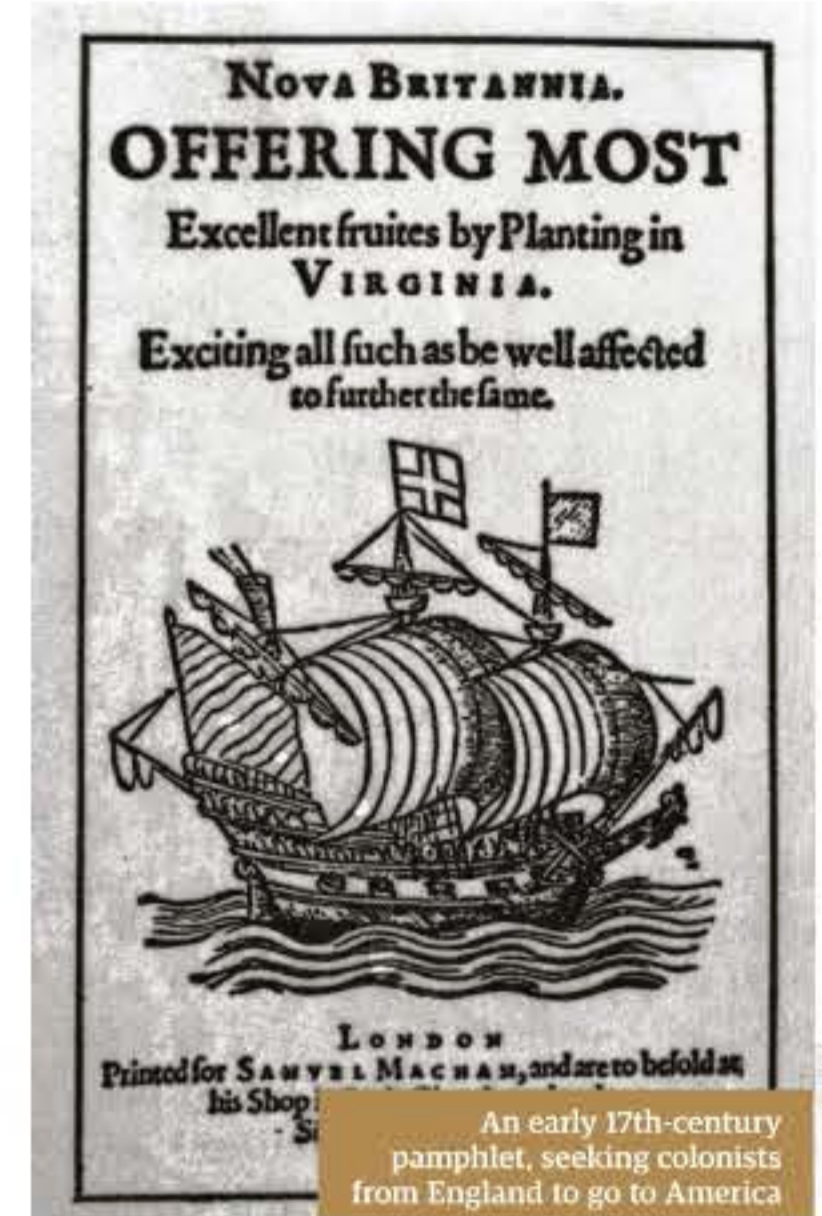 NOVA BRITANNIA.
OFFERING MOST
Excellent fruites by Planting in
VIRGINIA.
Exciting all ſuch as be well affected
to further the ſame.
LONDON
Printed for SAMVEL MACHAM, and are to beſold at
his Shop
An early 17th-century
pamphlet, seeking colonists
from England to go to America